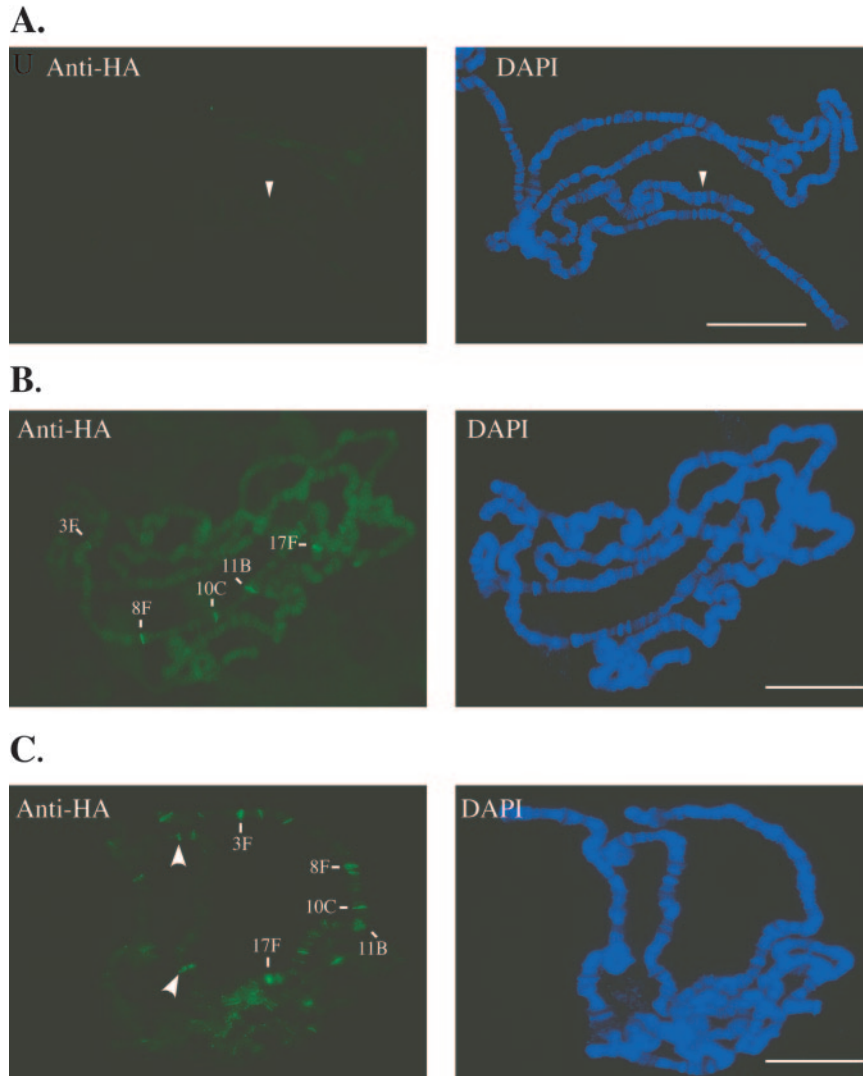 A.
U Anti-HA
DAPI
B.
Anti-HA
DAPI
3F
17F
11B
10C
8F
C.
Anti-HA
DAPI
3F
8F
10C
11B
17F